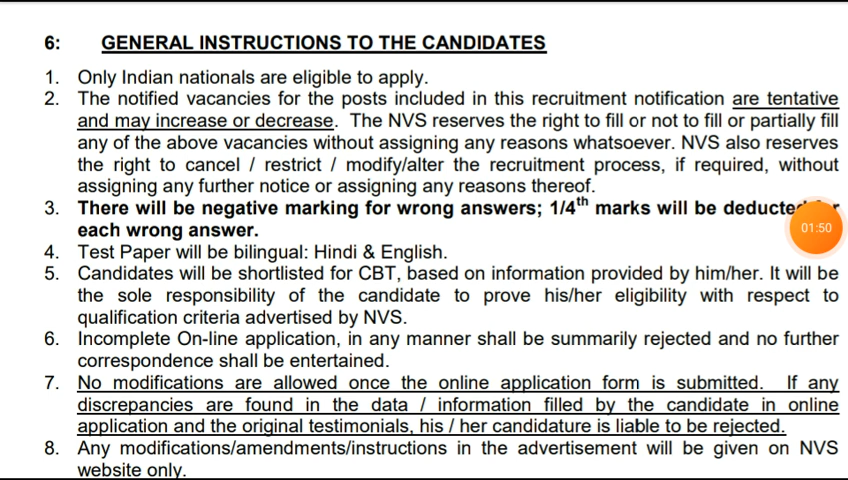 6: GENERAL INSTRUCTIONS TO THE CANDIDATES
1. Only Indian nationals are eligible to apply.
2. The notified vacancies for the posts included in this recruitment notification are tentative
and may increase or decrease. The NVS reserves the right to fill or not to fill or partially fill
any of the above vacancies without assigning any reasons whatsoever. NVS also reserves
the right to cancel / restrict / modify/alter the recruitment process, if required, without
assigning any further notice or assigning any reasons thereof.
3. There will be negative marking for wrong answers; 1/4th marks will be deducted
each wrong answer.
4. Test Paper will be bilingual: Hindi & English.
5. Candidates will be shortlisted for CBT, based on information provided by him/her. It will be
the sole responsibility of the candidate to prove his/her eligibility with respect to
qualification criteria advertised by NVS.
6. Incomplete On-line application, in any manner shall be summarily rejected and no further
correspondence shall be entertained.
7. No modifications are allowed once the online application form is submitted. If any
discrepancies are found in the data / information filled by the candidate in online
application and the original testimonials, his / her candidature is liable to be rejected.
8. Any modifications/amendments/instructions in the advertisement will be given on NVS
website only.
01:50